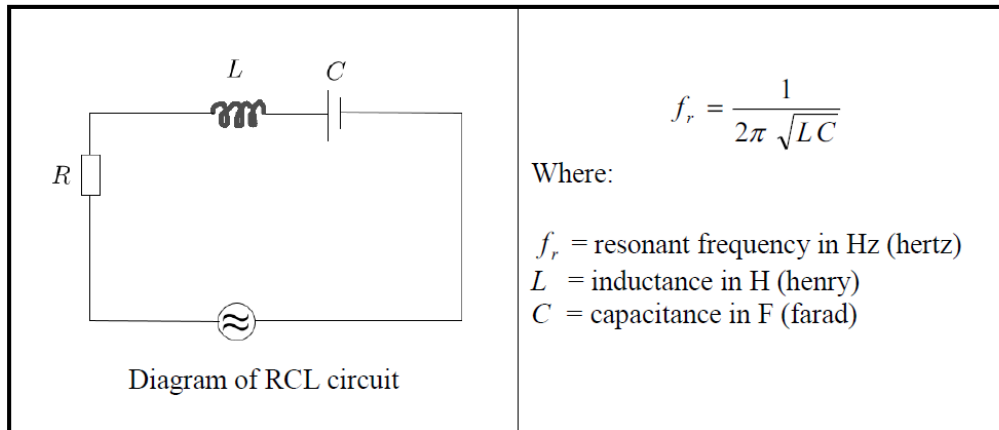 L C
R
Diagram of RCL circuit
f_r = 1 / (2π √(LC))
Where:
f_r = resonant frequency in Hz (hertz)
L = inductance in H (henry)
C = capacitance in F (farad)